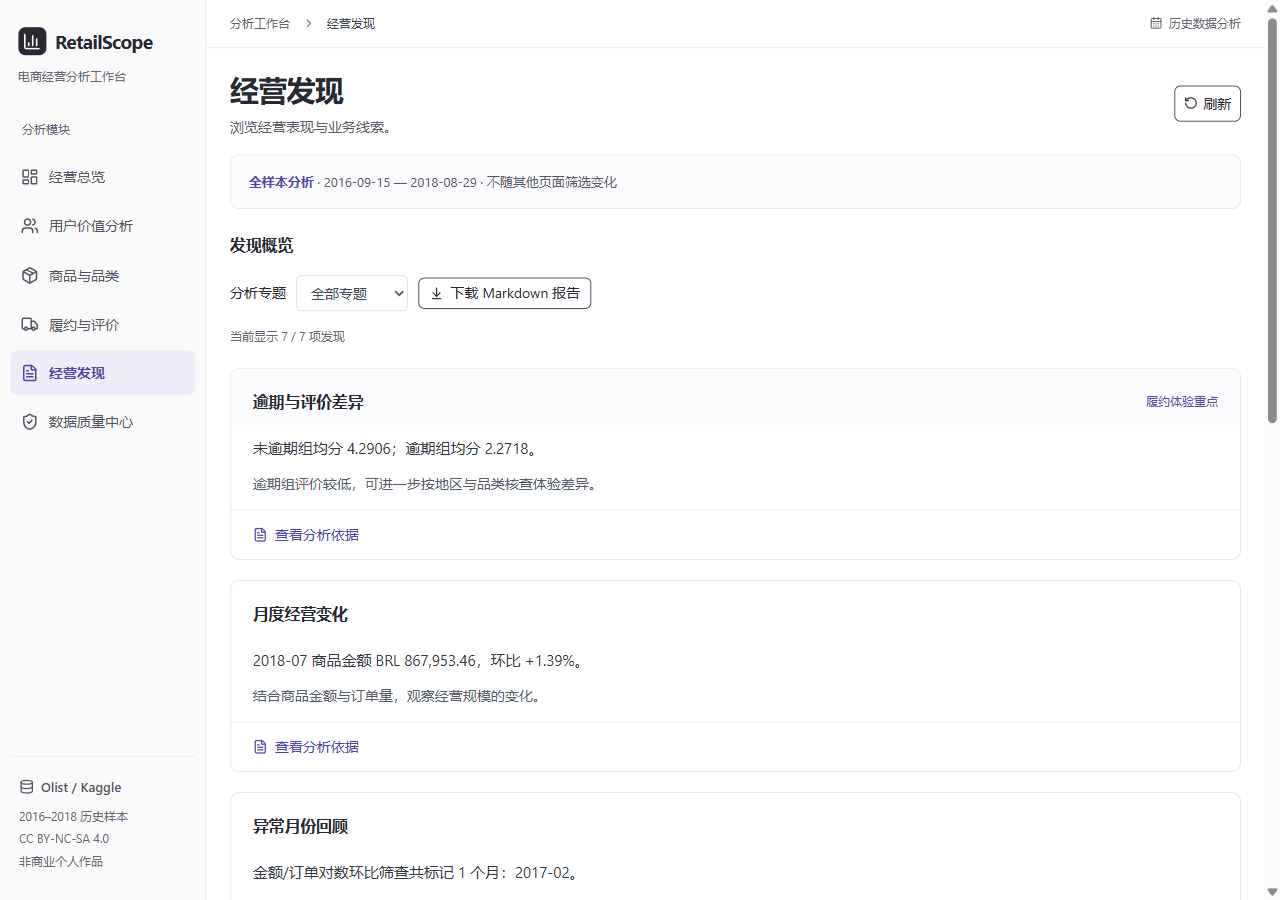 RetailScope
电商经营分析工作台
分析模块
经营总览
用户价值分析
商品与品类
履约与评价
经营发现
数据质量中心
Olist / Kaggle
2016–2018 历史样本
CC BY-NC-SA 4.0
非商业个人作品
分析工作台 > 经营发现
历史数据分析
经营发现
浏览经营表现与业务线索。
刷新
全样本分析 · 2016-09-15 — 2018-08-29 · 不随其他页面筛选变化
发现概览
分析专题 全部专题 下载 Markdown 报告
当前显示 7 / 7 项发现
逾期与评价差异
履约体验重点
未逾期组均分 4.2906；逾期组均分 2.2718。
逾期组评价较低，可进一步按地区与品类核查体验差异。
查看分析依据
月度经营变化
2018-07 商品金额 BRL 867,953.46，环比 +1.39%。
结合商品金额与订单量，观察经营规模的变化。
查看分析依据
异常月份回顾
金额/订单对数环比筛查共标记 1 个月：2017-02。